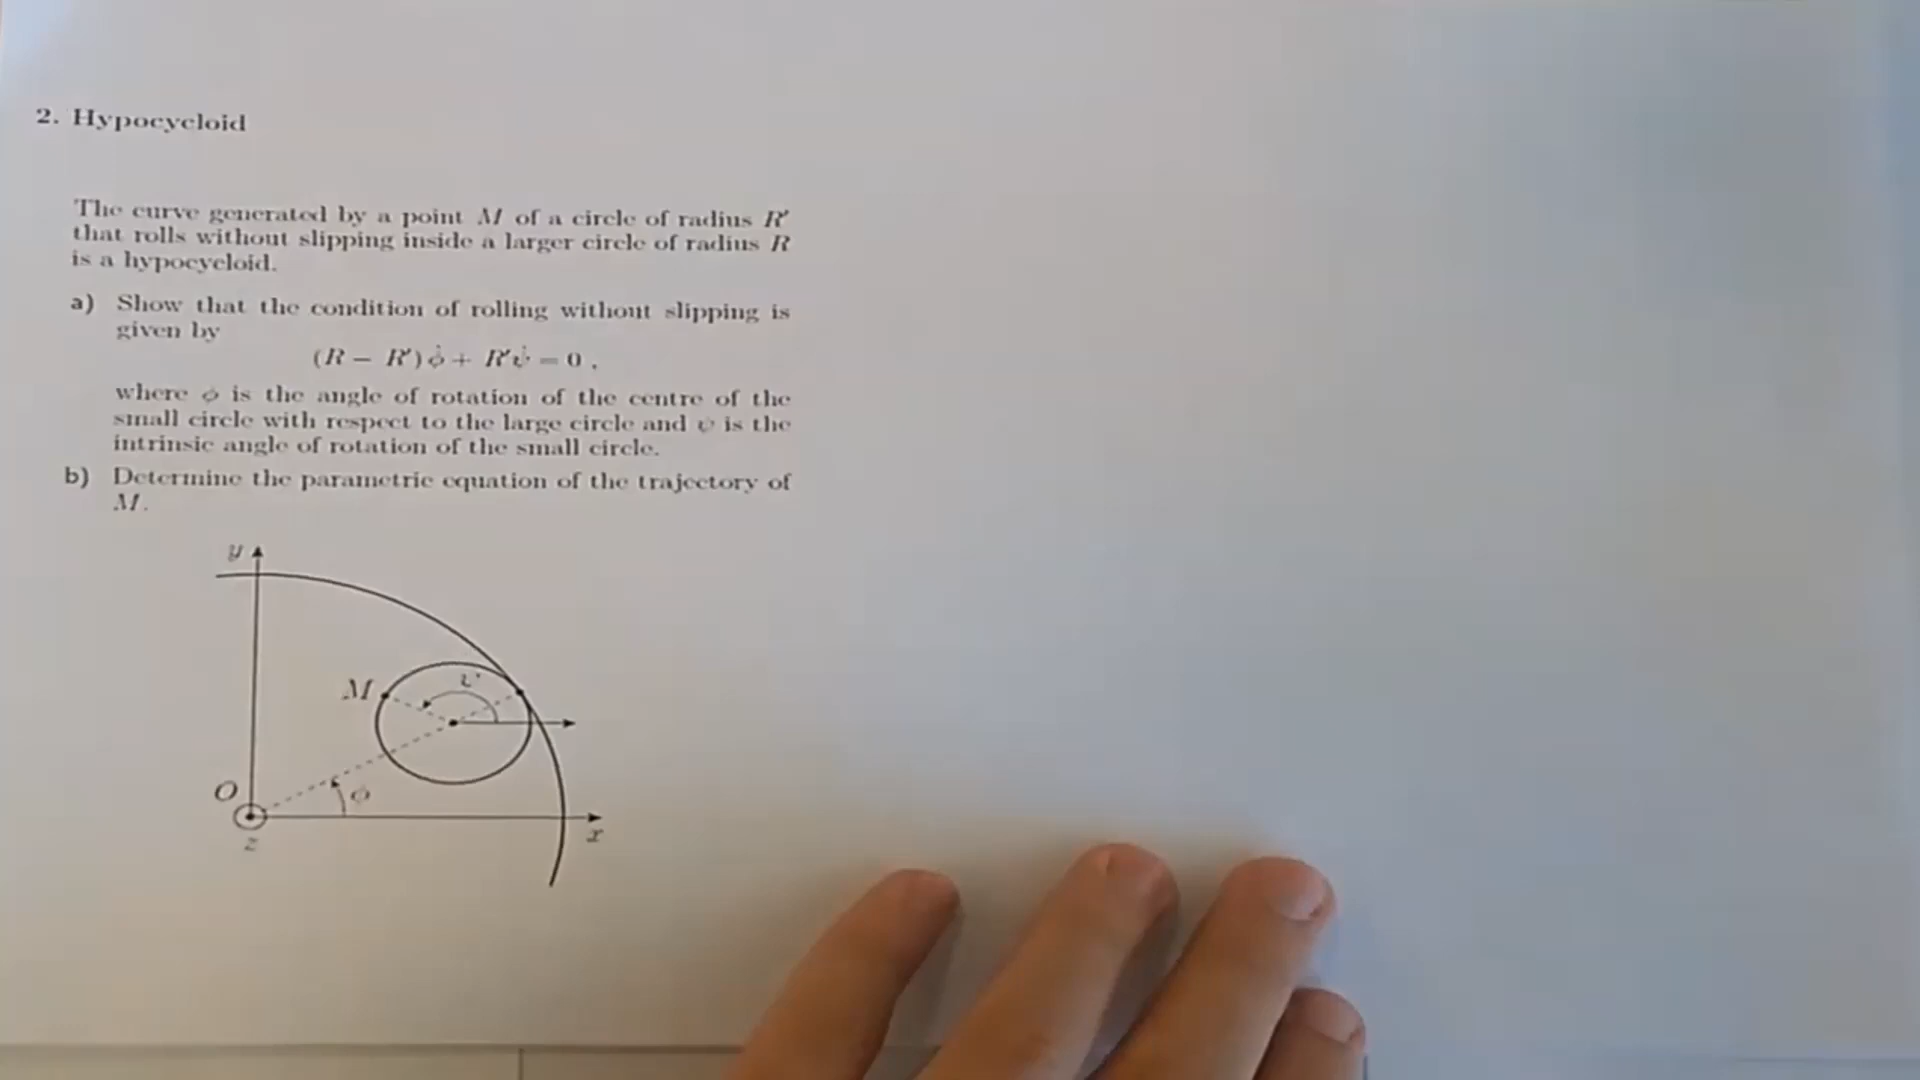 2. Hypocycloid
The curve generated by a point M of a circle of radius R'
that rolls without slipping inside a larger circle of radius R
is a hypocycloid.
a) Show that the condition of rolling without slipping is
given by
(R − R')ϕ̇ + R'ψ̇ = 0 ,
where ϕ is the angle of rotation of the centre of the
small circle with respect to the large circle and ψ is the
intrinsic angle of rotation of the small circle.
b) Determine the parametric equation of the trajectory of
M.
y
M
ψ
O
ϕ
z
x